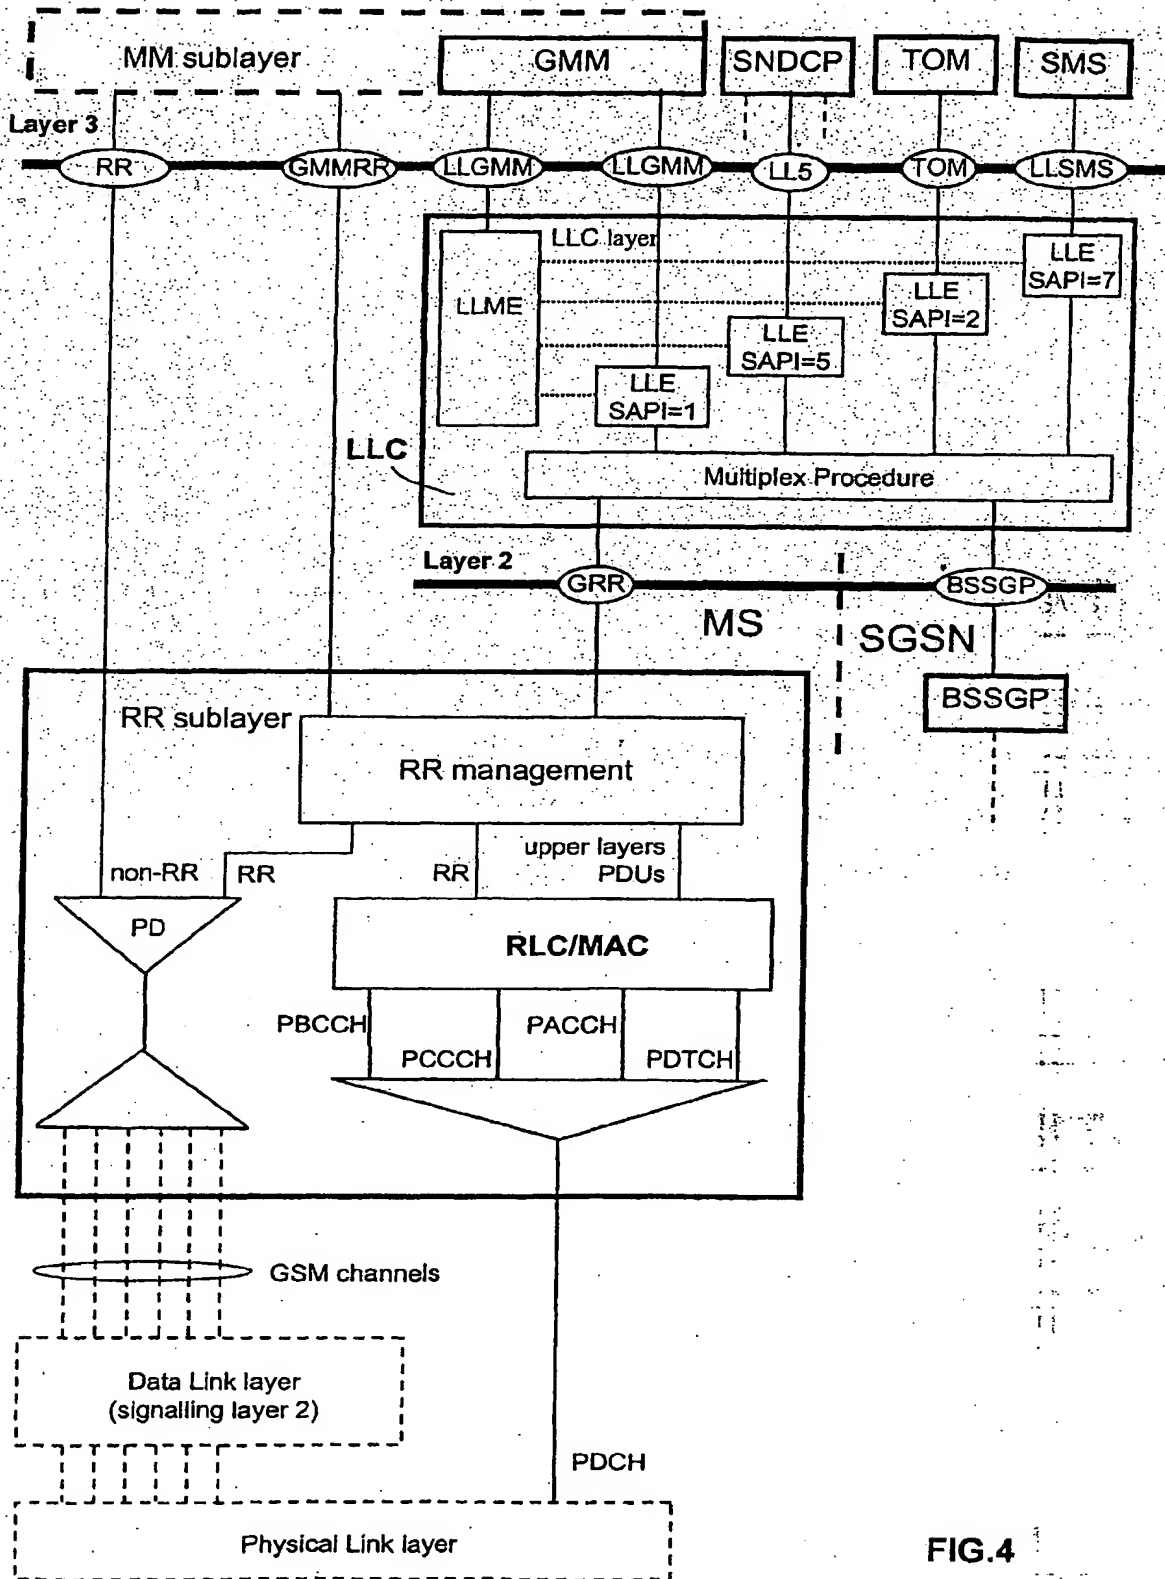 MM sublayer
GMM
SNDCP
TOM
SMS
Layer 3
RR
GMMRR
LLGMM
LLGMM
LL5
TOM
LLSMS
LLC layer
LLME
LLE
SAPI=7
LLE
SAPI=2
LLE
SAPI=5
LLE
SAPI=1
LLC
Multiplex Procedure
Layer 2
GRR
BSSGP
MS
SGSN
BSSGP
RR sublayer
RR management
non-RR
RR
RR
upper layers
PDUs
PD
RLC/MAC
PBCCH
PCCCH
PACCH
PDTCH
GSM channels
Data Link layer
(signalling layer 2)
PDCH
Physical Link layer
FIG.4